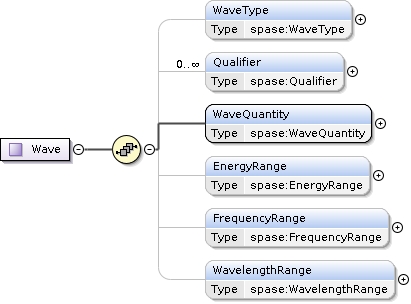 WaveType
Type spase:WaveType
0..∞
Qualifier
Type spase:Qualifier
WaveQuantity
Type spase:WaveQuantity
Wave
EnergyRange
Type spase:EnergyRange
FrequencyRange
Type spase:FrequencyRange
WavelengthRange
Type spase:WavelengthRange